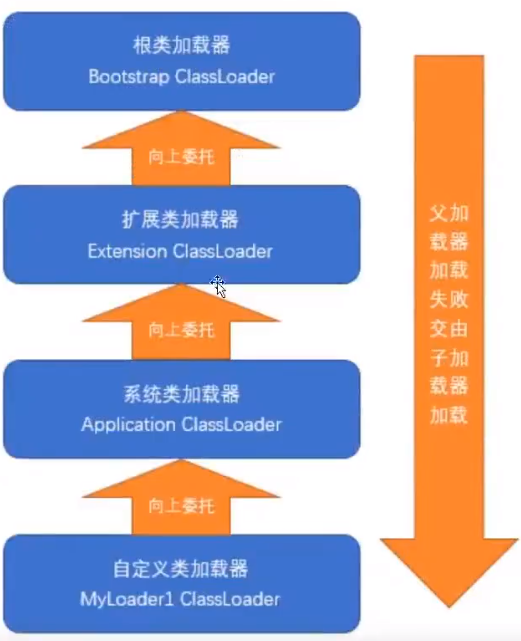 根类加载器
Bootstrap ClassLoader
向上委托
扩展类加载器
Extension ClassLoader
向上委托
系统类加载器
Application ClassLoader
向上委托
自定义类加载器
MyLoader1 ClassLoader
父加
载器
加载
失败
交由
子加
载器
加载